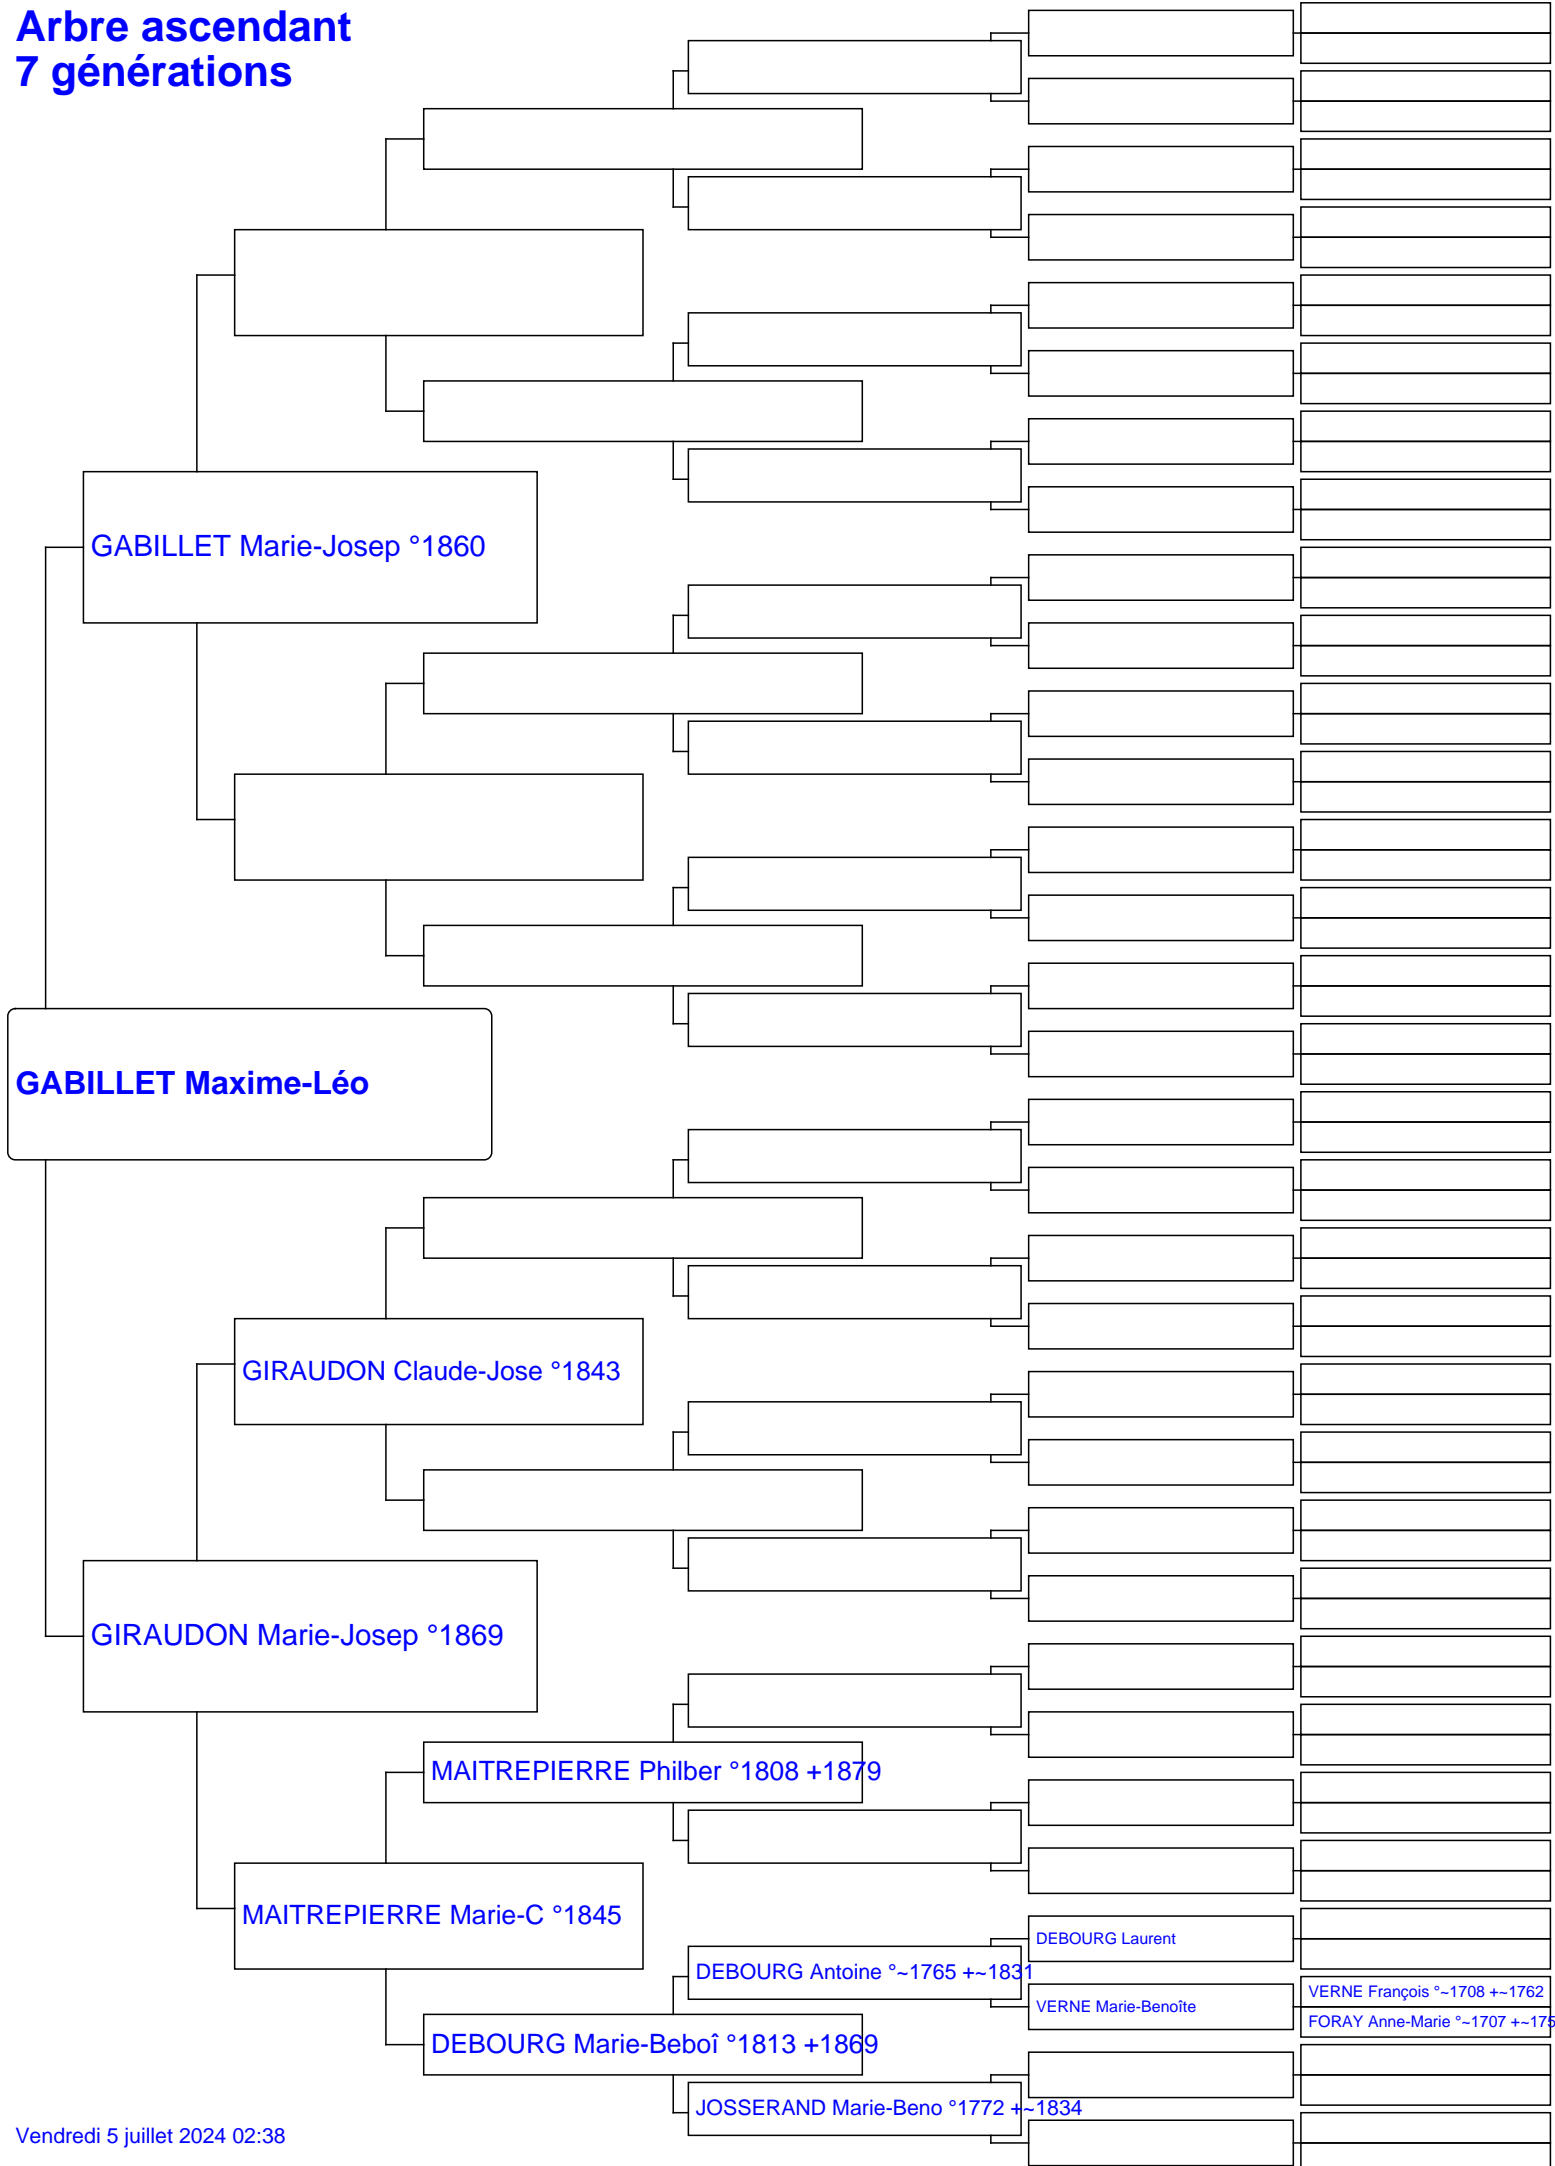 Arbre ascendant
7 générations
GABILLET Marie-Josep °1860
GABILLET Maxime-Léo
GIRAUDON Claude-Jose °1843
GIRAUDON Marie-Josep °1869
MAITREPIERRE Philber °1808 +1879
MAITREPIERRE Marie-C °1845
DEBOURG Laurent
DEBOURG Antoine °~1765 +~1831
VERNE François °~1708 +~1762
VERNE Marie-Benoîte
FORAY Anne-Marie °~1707 +~175
DEBOURG Marie-Beboî °1813 +1869
JOSSERAND Marie-Beno °1772 +~1834
Vendredi 5 juillet 2024 02:38